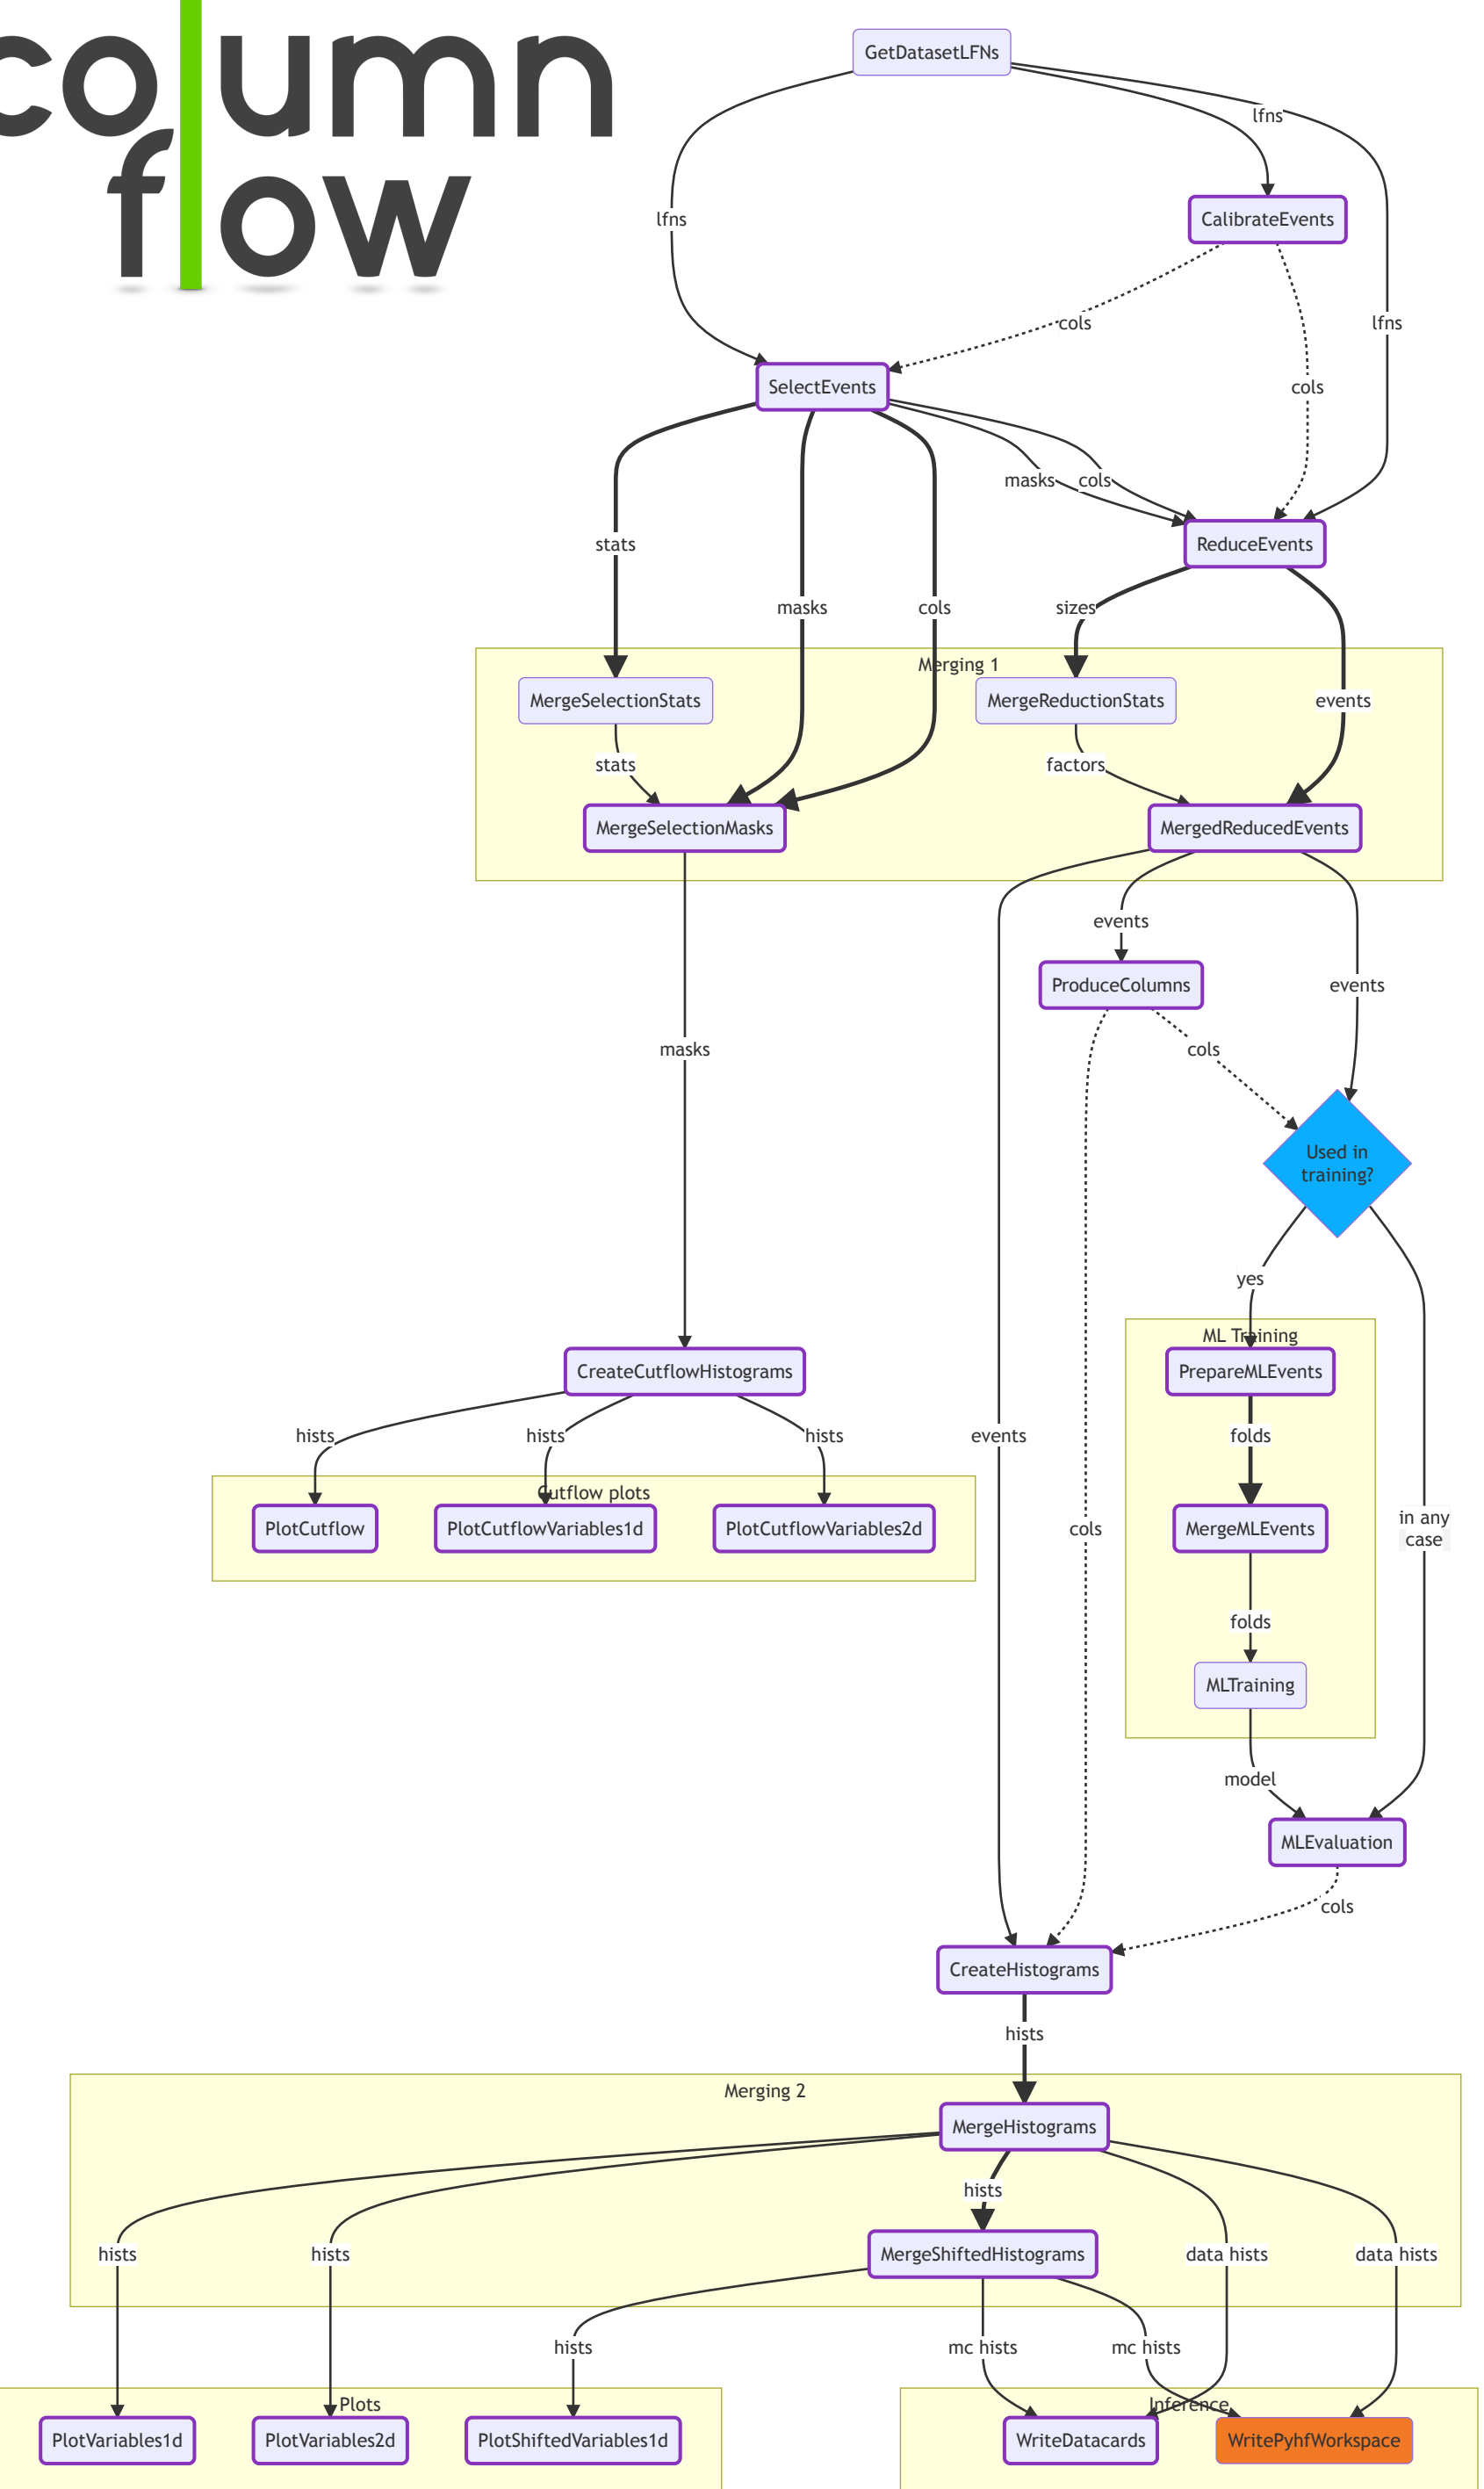 column
flow
GetDatasetLFNs
lfns
CalibrateEvents
lfns
cols
lfns
SelectEvents
cols
masks
cols
ReduceEvents
stats
masks
cols
sizes
Merging 1
MergeSelectionStats
MergeReductionStats
events
stats
factors
MergeSelectionMasks
MergedReducedEvents
events
ProduceColumns
events
masks
cols
Used in
training?
yes
ML Training
CreateCutflowHistograms
PrepareMLEvents
hists
hists
hists
events
folds
Cutflow plots
PlotCutflow
PlotCutflowVariables1d
PlotCutflowVariables2d
cols
MergeMLEvents
in any
case
folds
MLTraining
model
MLEvaluation
cols
CreateHistograms
hists
Merging 2
MergeHistograms
hists
hists
hists
MergeShiftedHistograms
data hists
data hists
hists
mc hists
mc hists
Plots
Inference
PlotVariables1d
PlotVariables2d
PlotShiftedVariables1d
WriteDatacards
WritePyhfWorkspace